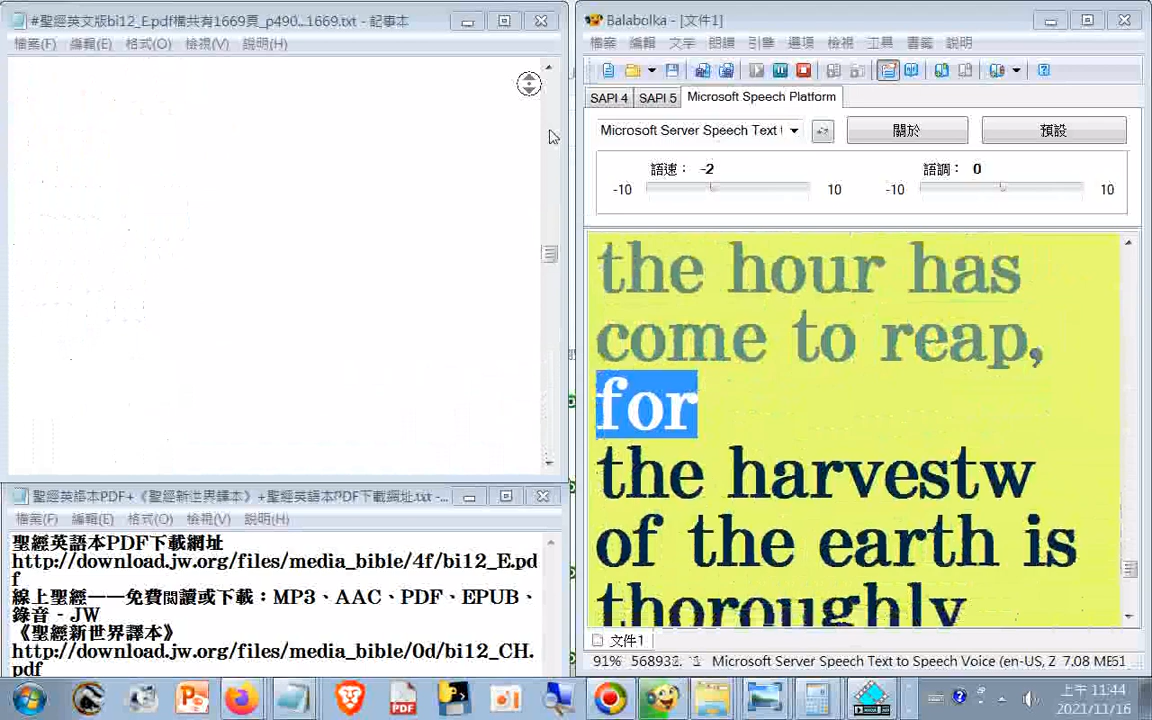 #聖經英文版bi12_E.pdf橫共有1669頁_p490...1669.txt - 記事本
檔案(F) 編輯(E) 格式(O) 檢視(V) 說明(H)
聖經英語本PDF+《聖經新世界譯本》+聖經英語本PDF下載網址.txt -...
檔案(F) 編輯(E) 格式(O) 檢視(V) 說明(H)
聖經英語本PDF下載網址
http://download.jw.org/files/media_bible/4f/bi12_E.pd
f
線上聖經——免費閱讀或下載：MP3、AAC、PDF、EPUB、
錄音 - JW
《聖經新世界譯本》
http://download.jw.org/files/media_bible/0d/bi12_CH.
pdf
Balabolka - [文件1]
檔案 編輯 文字 朗讀 引擎 選項 檢視 工具 書籤 說明
SAPI 4 SAPI 5 Microsoft Speech Platform
Microsoft Server Speech Text 關於 預設
語速： -2 語調： 0
-10 10 -10 10
the hour has
come to reap,
for
the harvestw
of the earth is
thoroughly
文件1
91% 568932: 1 Microsoft Server Speech Text to Speech Voice (en-US, Z 7.08 ME51
PDF
上午 11:44
2021/11/16